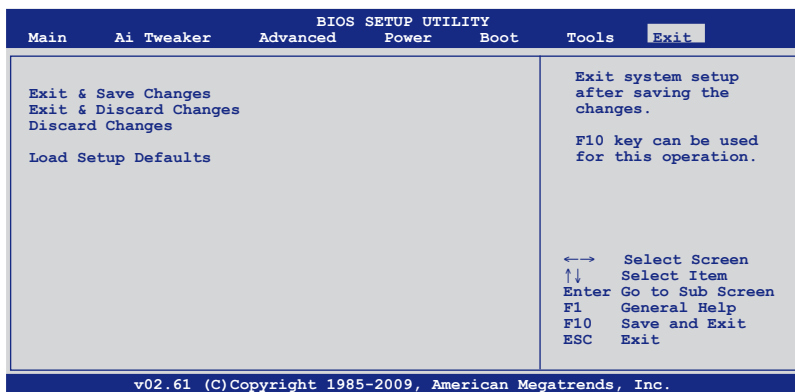 BIOS SETUP UTILITY
Main Ai Tweaker Advanced Power Boot Tools Exit
Exit & Save Changes
Exit & Discard Changes
Discard Changes
Load Setup Defaults
Exit system setup
after saving the
changes.
F10 key can be used
for this operation.
←→ Select Screen
↑↓ Select Item
Enter Go to Sub Screen
F1 General Help
F10 Save and Exit
ESC Exit
v02.61 (C)Copyright 1985-2009, American Megatrends, Inc.